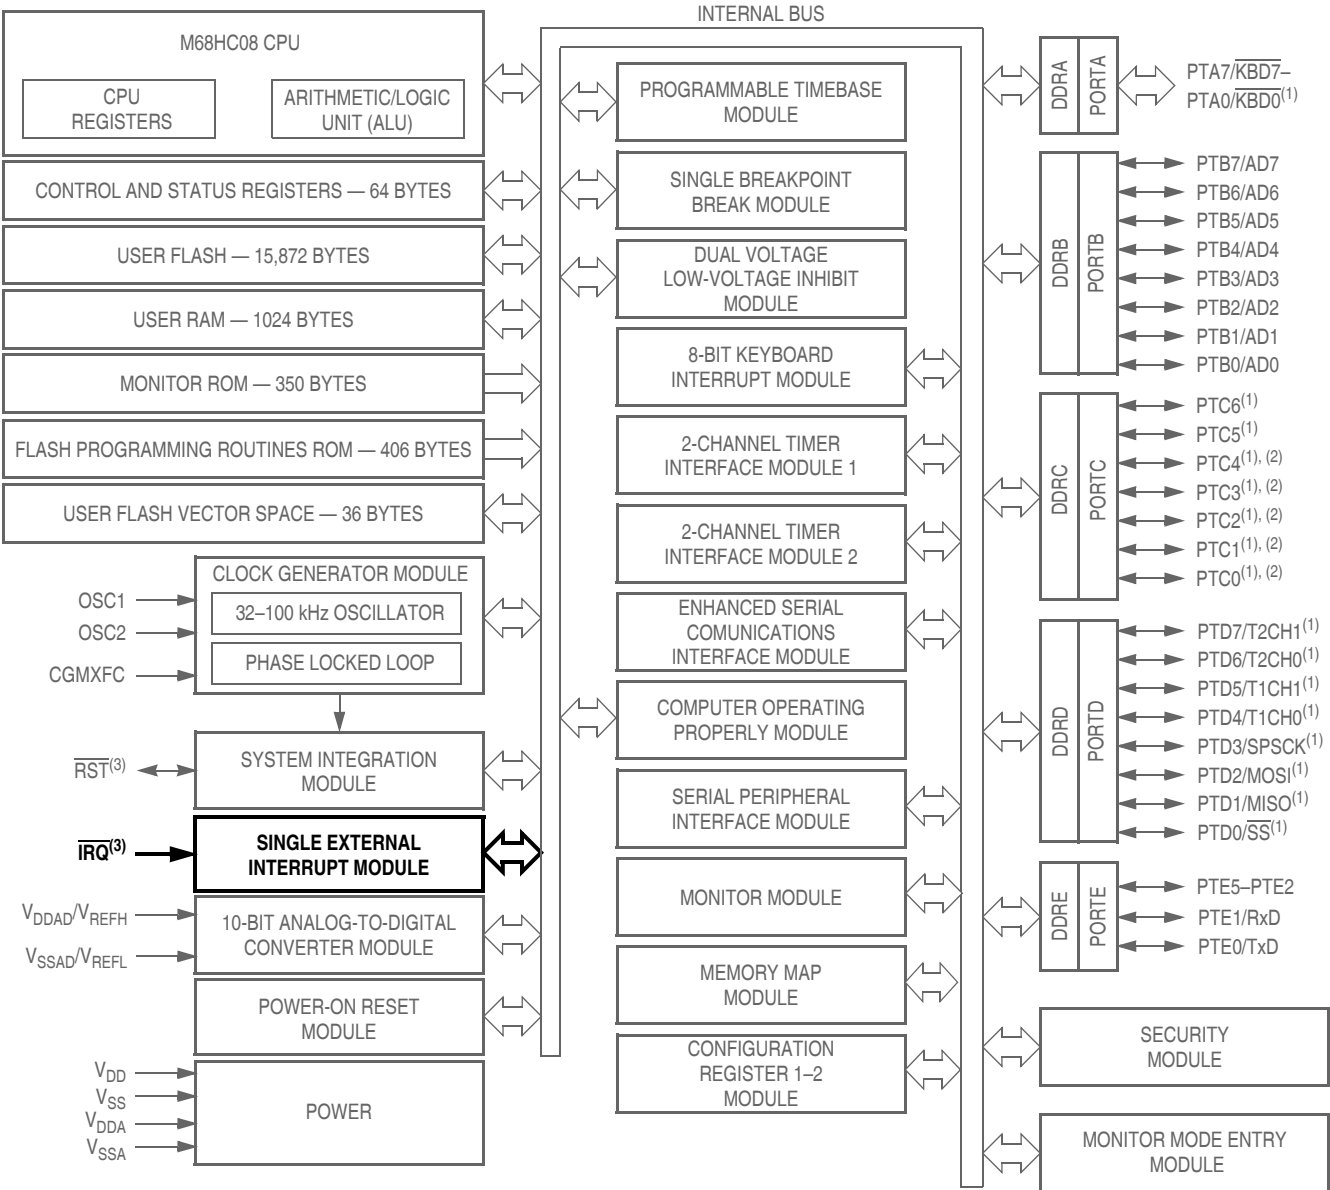 INTERNAL BUS
M68HC08 CPU
CPU
REGISTERS
ARITHMETIC/LOGIC
UNIT (ALU)
CONTROL AND STATUS REGISTERS — 64 BYTES
USER FLASH — 15,872 BYTES
USER RAM — 1024 BYTES
MONITOR ROM — 350 BYTES
FLASH PROGRAMMING ROUTINES ROM — 406 BYTES
USER FLASH VECTOR SPACE — 36 BYTES
CLOCK GENERATOR MODULE
32–100 kHz OSCILLATOR
PHASE LOCKED LOOP
OSC1
OSC2
CGMXFC
SYSTEM INTEGRATION
MODULE
RST(3)
SINGLE EXTERNAL
INTERRUPT MODULE
IRQ(3)
10-BIT ANALOG-TO-DIGITAL
CONVERTER MODULE
VDDAD/VREFH
VSSAD/VREFL
POWER-ON RESET
MODULE
POWER
VDD
VSS
VDDA
VSSA
PROGRAMMABLE TIMEBASE
MODULE
SINGLE BREAKPOINT
BREAK MODULE
DUAL VOLTAGE
LOW-VOLTAGE INHIBIT
MODULE
8-BIT KEYBOARD
INTERRUPT MODULE
2-CHANNEL TIMER
INTERFACE MODULE 1
2-CHANNEL TIMER
INTERFACE MODULE 2
ENHANCED SERIAL
COMUNICATIONS
INTERFACE MODULE
COMPUTER OPERATING
PROPERLY MODULE
SERIAL PERIPHERAL
INTERFACE MODULE
MONITOR MODULE
MEMORY MAP
MODULE
CONFIGURATION
REGISTER 1–2
MODULE
DDRA
PORTA
PTA7/KBD7–
PTA0/KBD0(1)
DDRB
PORTB
PTB7/AD7
PTB6/AD6
PTB5/AD5
PTB4/AD4
PTB3/AD3
PTB2/AD2
PTB1/AD1
PTB0/AD0
DDRC
PORTC
PTC6(1)
PTC5(1)
PTC4(1), (2)
PTC3(1), (2)
PTC2(1), (2)
PTC1(1), (2)
PTC0(1), (2)
DDRD
PORTD
PTD7/T2CH1(1)
PTD6/T2CH0(1)
PTD5/T1CH1(1)
PTD4/T1CH0(1)
PTD3/SPSCK(1)
PTD2/MOSI(1)
PTD1/MISO(1)
PTD0/SS(1)
DDRE
PORTE
PTE5–PTE2
PTE1/RxD
PTE0/TxD
SECURITY
MODULE
MONITOR MODE ENTRY
MODULE